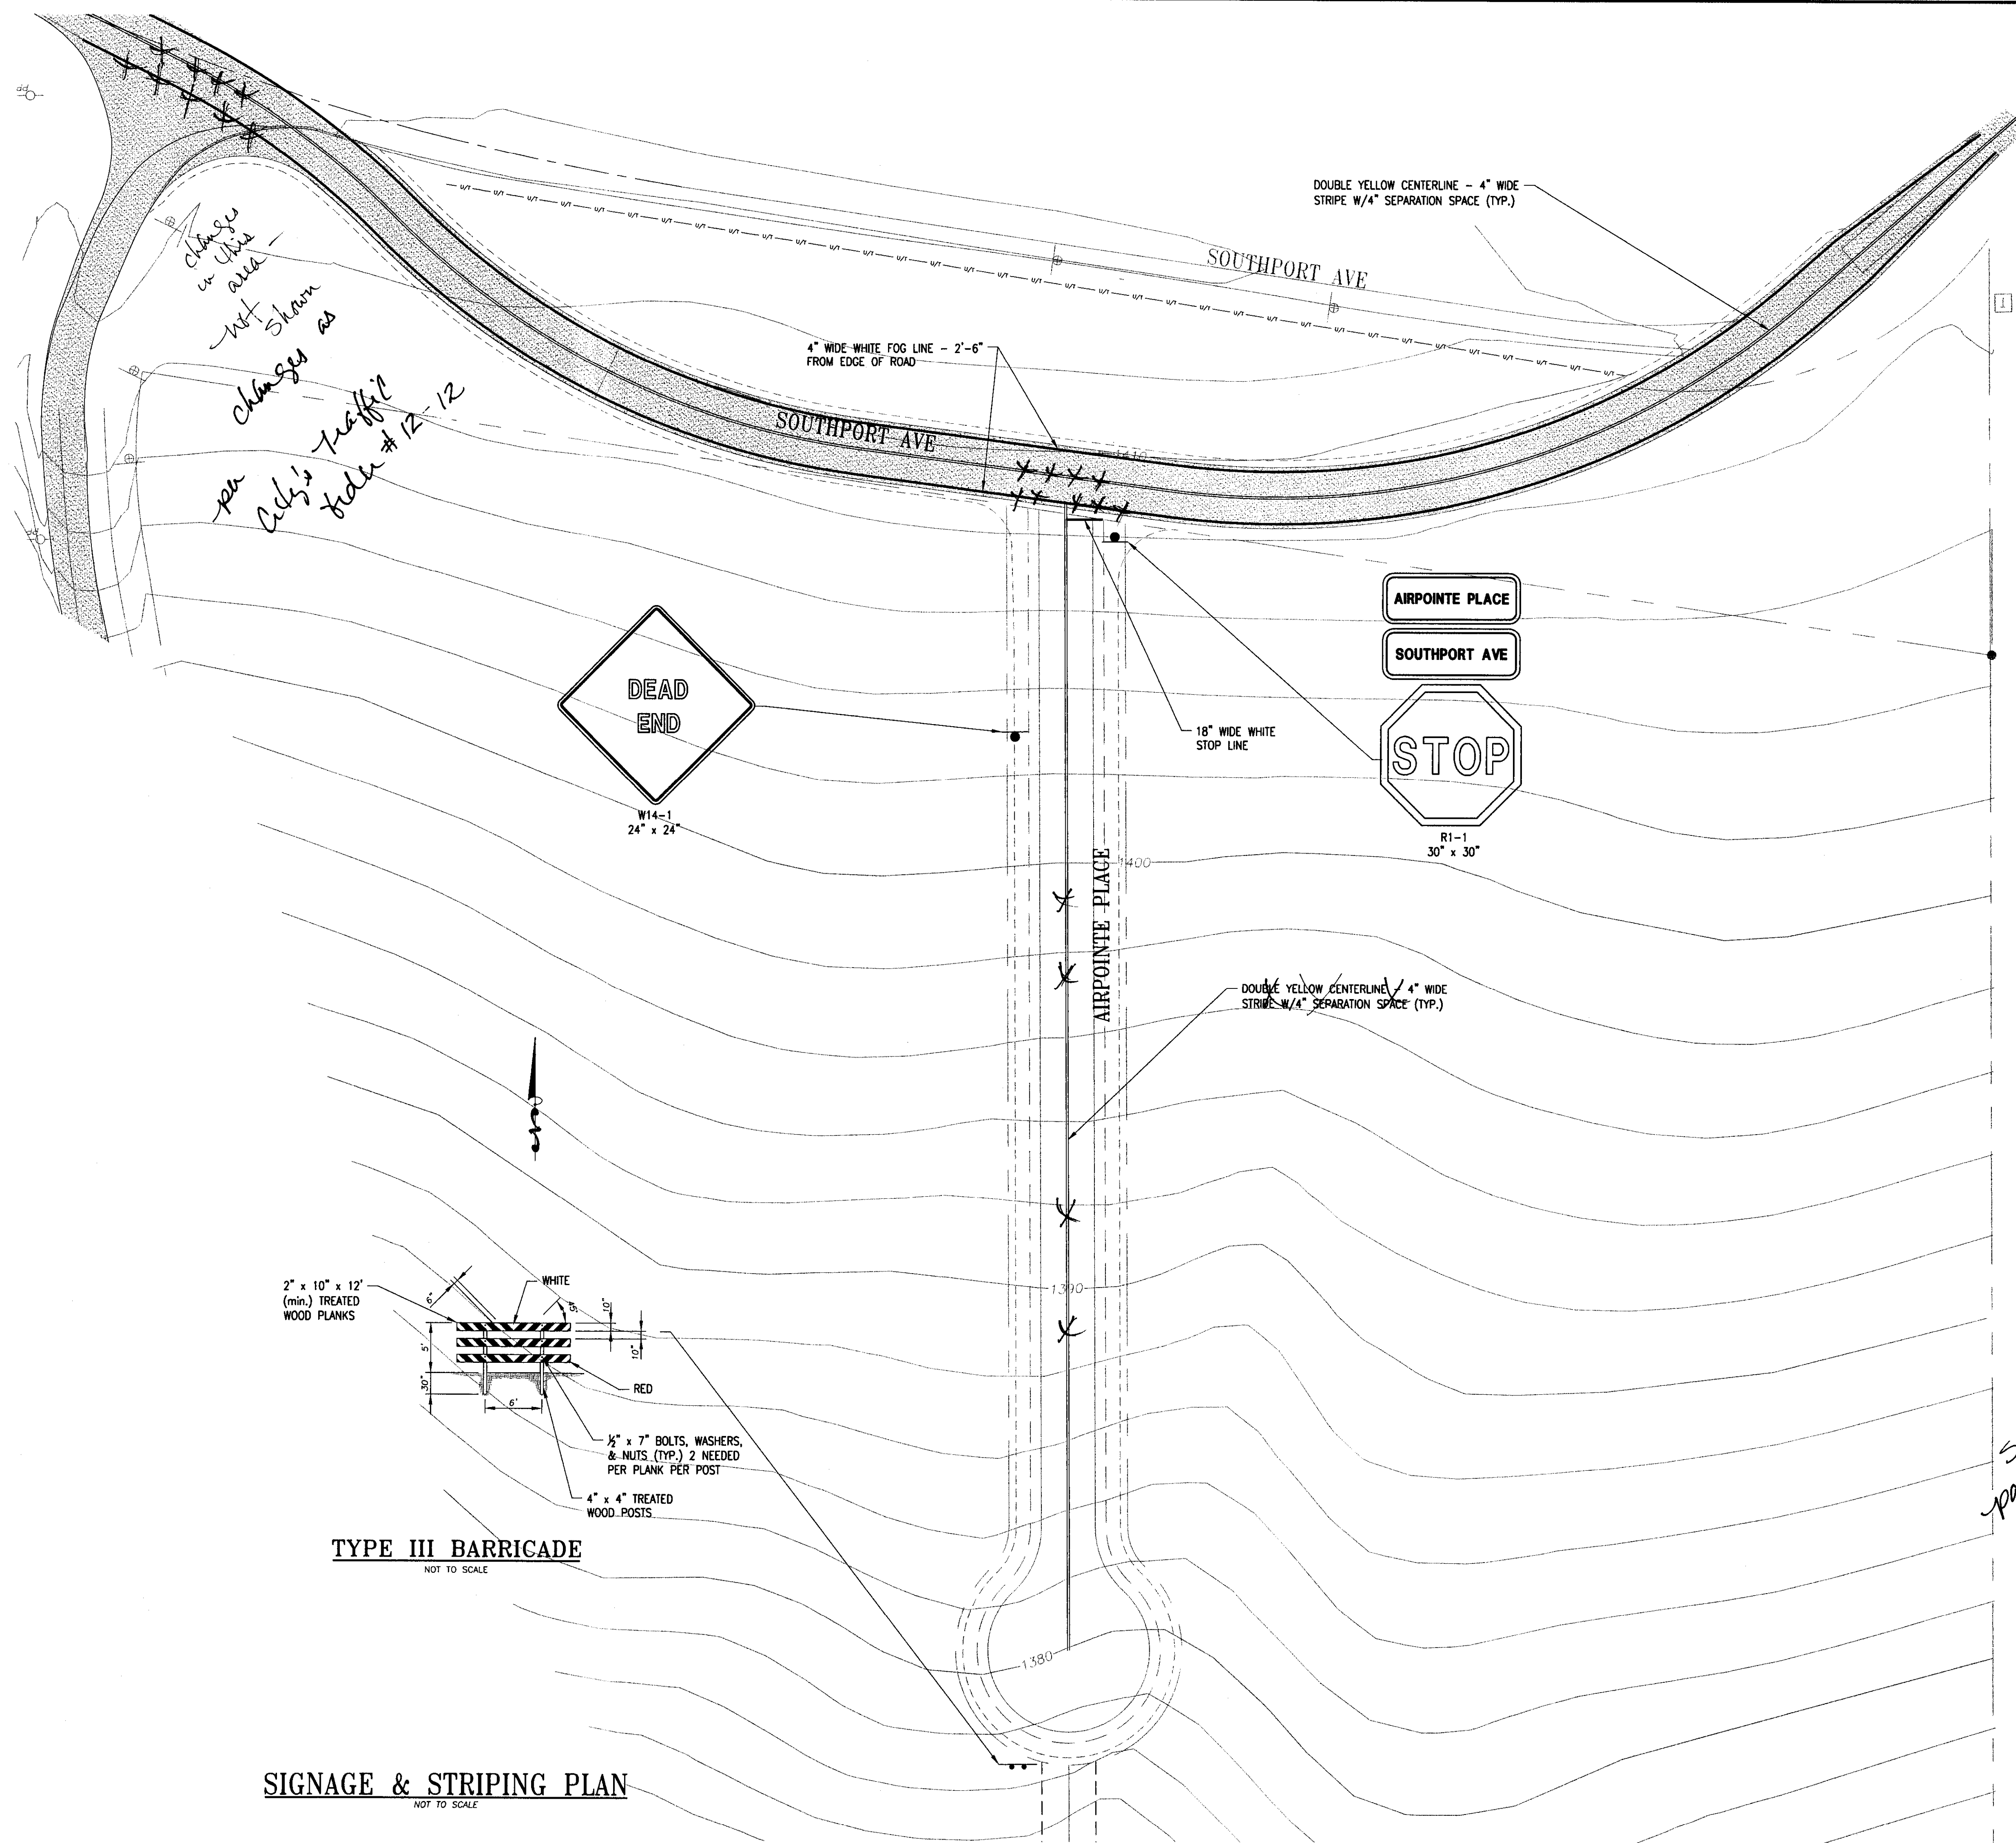 DOUBLE YELLOW CENTERLINE - 4" WIDE
STRIPE W/4" SEPARATION SPACE (TYP.)
SOUTHPORT AVE
4" WIDE WHITE FOG LINE - 2'-6"
FROM EDGE OF ROAD
SOUTHPORT AVE
changes
in this
area -
not
shown
as
changes
per
City's Traffic
Order # 12-12
AIRPOINTE PLACE
SOUTHPORT AVE
STOP
R1-1
30" x 30"
DEAD
END
W14-1
24" x 24"
18" WIDE WHITE
STOP LINE
1400
AIRPOINTE PLACE
DOUBLE YELLOW CENTERLINE - 4" WIDE
STRIPE W/4" SEPARATION SPACE (TYP.)
1390
2" x 10" x 12'
(min.) TREATED
WOOD PLANKS
WHITE
6"
45°
10"
10"
5'
30"
6'
RED
½" x 7" BOLTS, WASHERS,
& NUTS (TYP.) 2 NEEDED
PER PLANK PER POST
4" x 4" TREATED
WOOD POSTS
TYPE III BARRICADE
NOT TO SCALE
1380
SIGNAGE & STRIPING PLAN
NOT TO SCALE